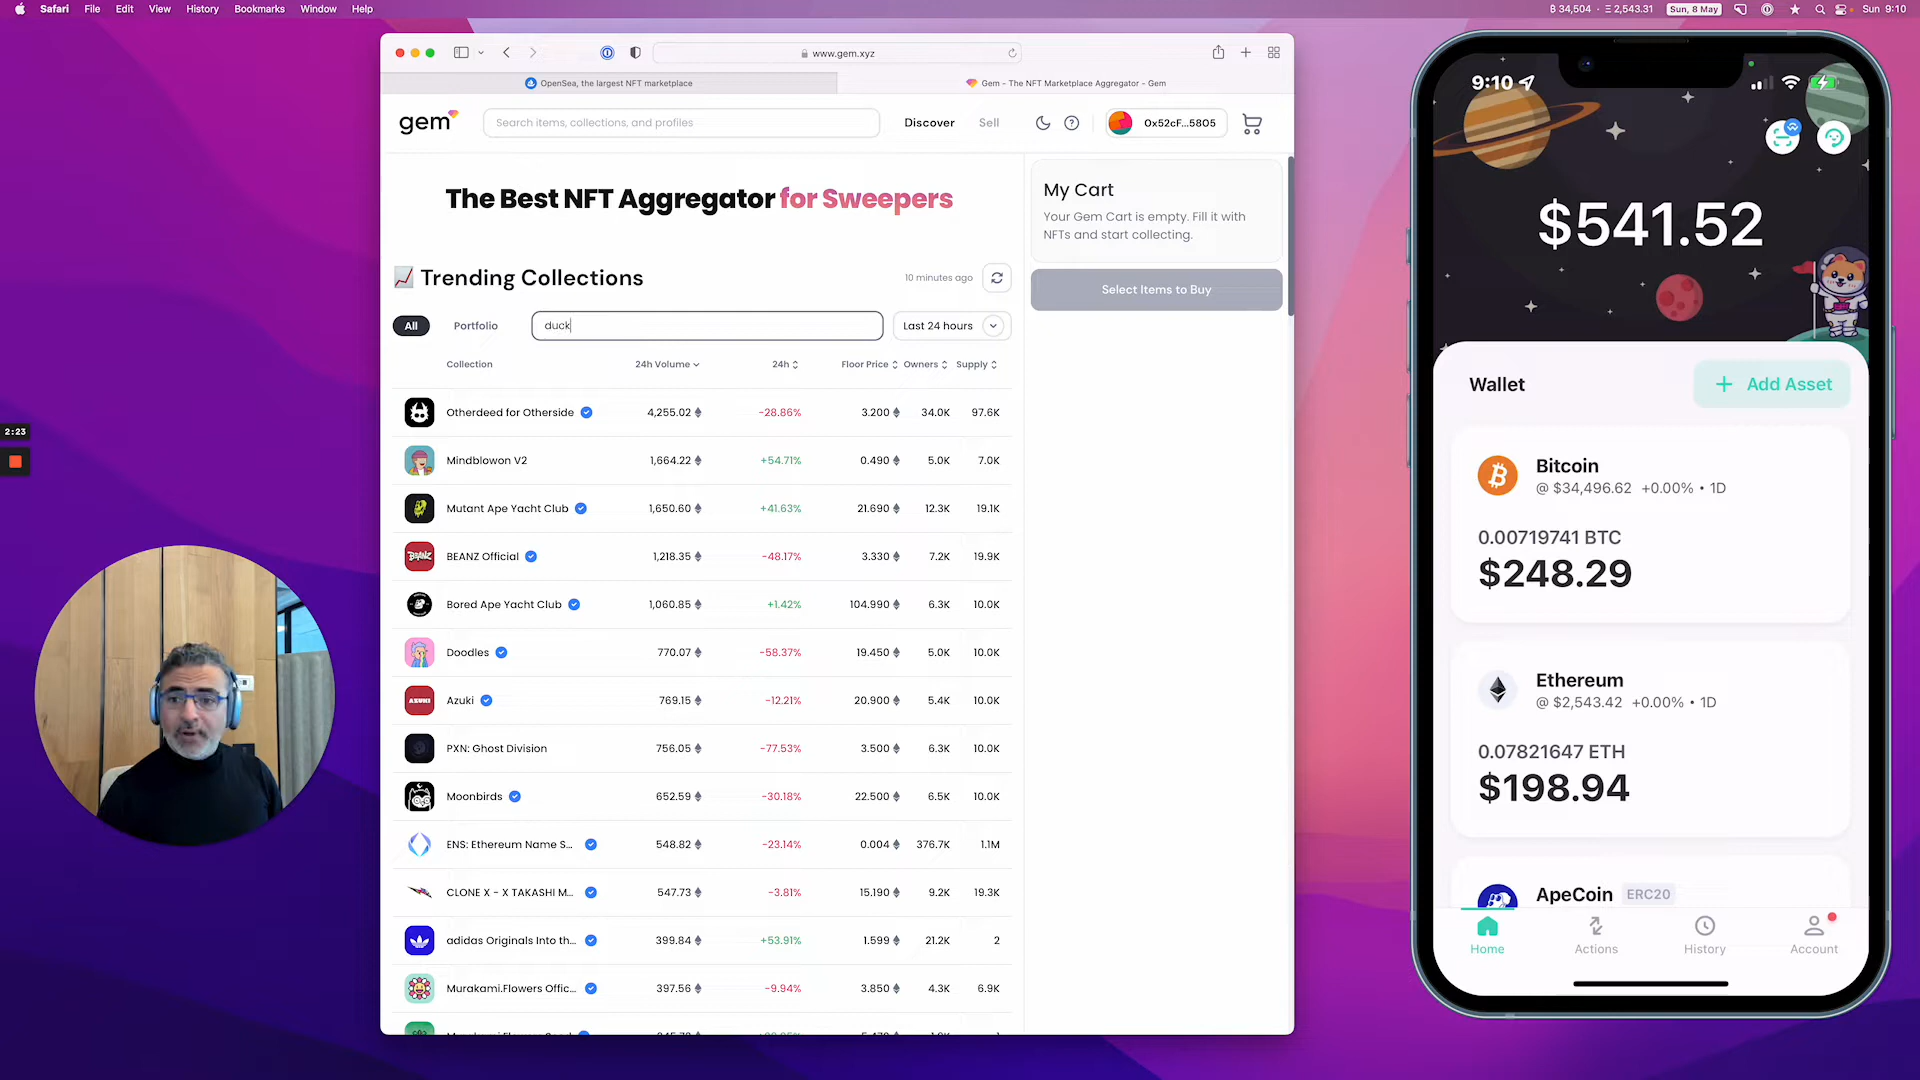 Safari File Edit View History Bookmarks Window Help
฿ 34,504 · Ξ 2,543.31 Sun, 8 May Sun 9:10
www.gem.xyz
OpenSea, the largest NFT marketplace
Gem - The NFT Marketplace Aggregator - Gem
gem
Search items, collections, and profiles
Discover Sell
0x52cF...5805
The Best NFT Aggregator for Sweepers
Trending Collections
10 minutes ago
All Portfolio
duck
Last 24 hours
Collection 24h Volume 24h Floor Price Owners Supply
Otherdeed for Otherside 4,255.02 -28.86% 3.200 34.0K 97.6K
Mindblowon V2 1,664.22 +54.71% 0.490 5.0K 7.0K
Mutant Ape Yacht Club 1,650.60 +41.63% 21.690 12.3K 19.1K
BEANZ
BEANZ Official 1,218.35 -48.17% 3.330 7.2K 19.9K
Bored Ape Yacht Club 1,060.85 +1.42% 104.990 6.3K 10.0K
Doodles 770.07 -58.37% 19.450 5.0K 10.0K
AZUKI
Azuki 769.15 -12.21% 20.900 5.4K 10.0K
PXN: Ghost Division 756.05 -77.53% 3.500 6.3K 10.0K
Moonbirds 652.59 -30.18% 22.500 6.5K 10.0K
ENS: Ethereum Name S... 548.82 -23.14% 0.004 376.7K 1.1M
CLONE X - X TAKASHI M... 547.73 -3.81% 15.190 9.2K 19.3K
adidas Originals Into th... 399.84 +53.91% 1.599 21.2K 2
Murakami.Flowers Offic... 397.56 -9.94% 3.850 4.3K 6.9K
My Cart
Your Gem Cart is empty. Fill it with
NFTs and start collecting.
Select Items to Buy
2:23
9:10
$541.52
Wallet
+ Add Asset
Bitcoin
@ $34,496.62 +0.00% • 1D
0.00719741 BTC
$248.29
Ethereum
@ $2,543.42 +0.00% • 1D
0.07821647 ETH
$198.94
ApeCoin ERC20
Home Actions History Account